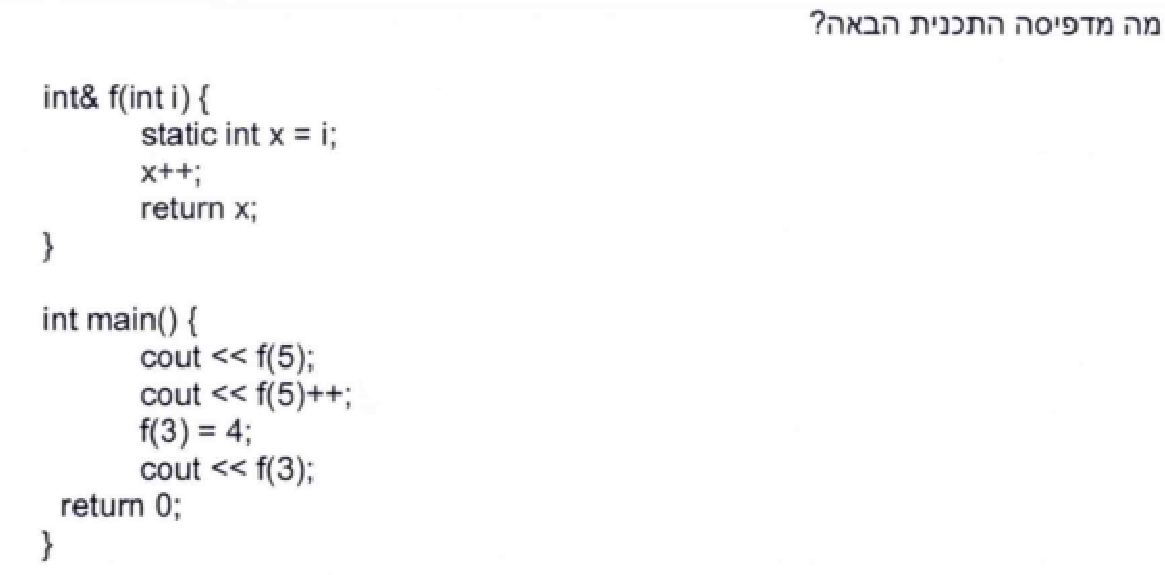 מה מדפיסה התכנית הבאה?
int& f(int i) {
static int x = i;
x++;
return x;
}
int main() {
cout << f(5);
cout << f(5)++;
f(3) = 4;
cout << f(3);
return 0;
}